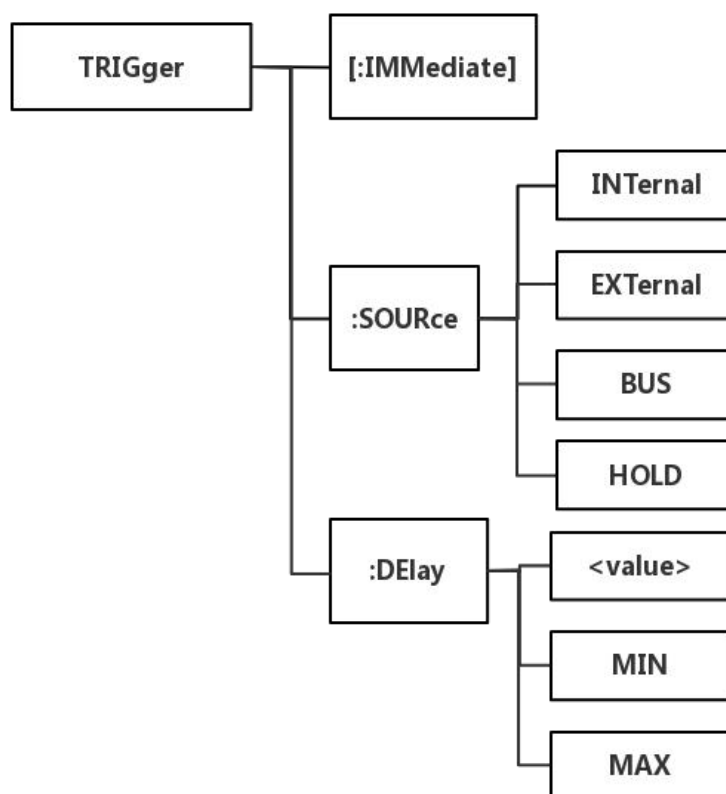 TRIGger
[:IMMediate]
INTernal
EXTernal
:SOURce
BUS
HOLD
:DElay
<value>
MIN
MAX